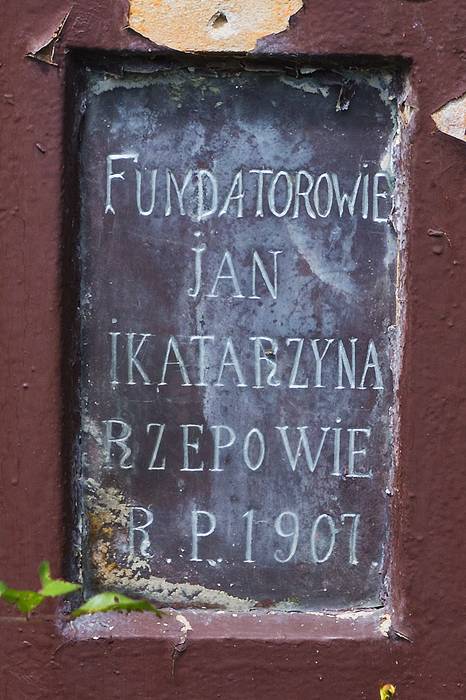 FUNDATOROWIE
JAN
I KATARZYNA
RZEPOWIE
R. P. 1907.